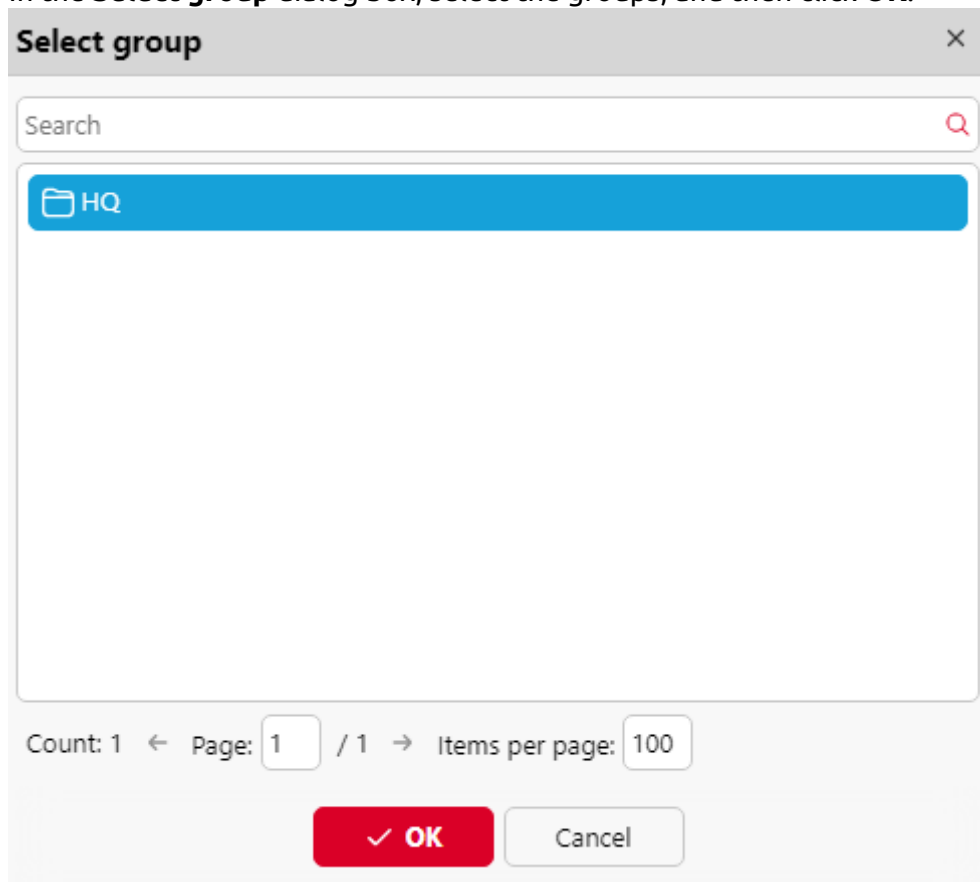 Select group
Search
HQ
Count: 1 ← Page: 1 / 1 → Items per page: 100
✓ OK Cancel